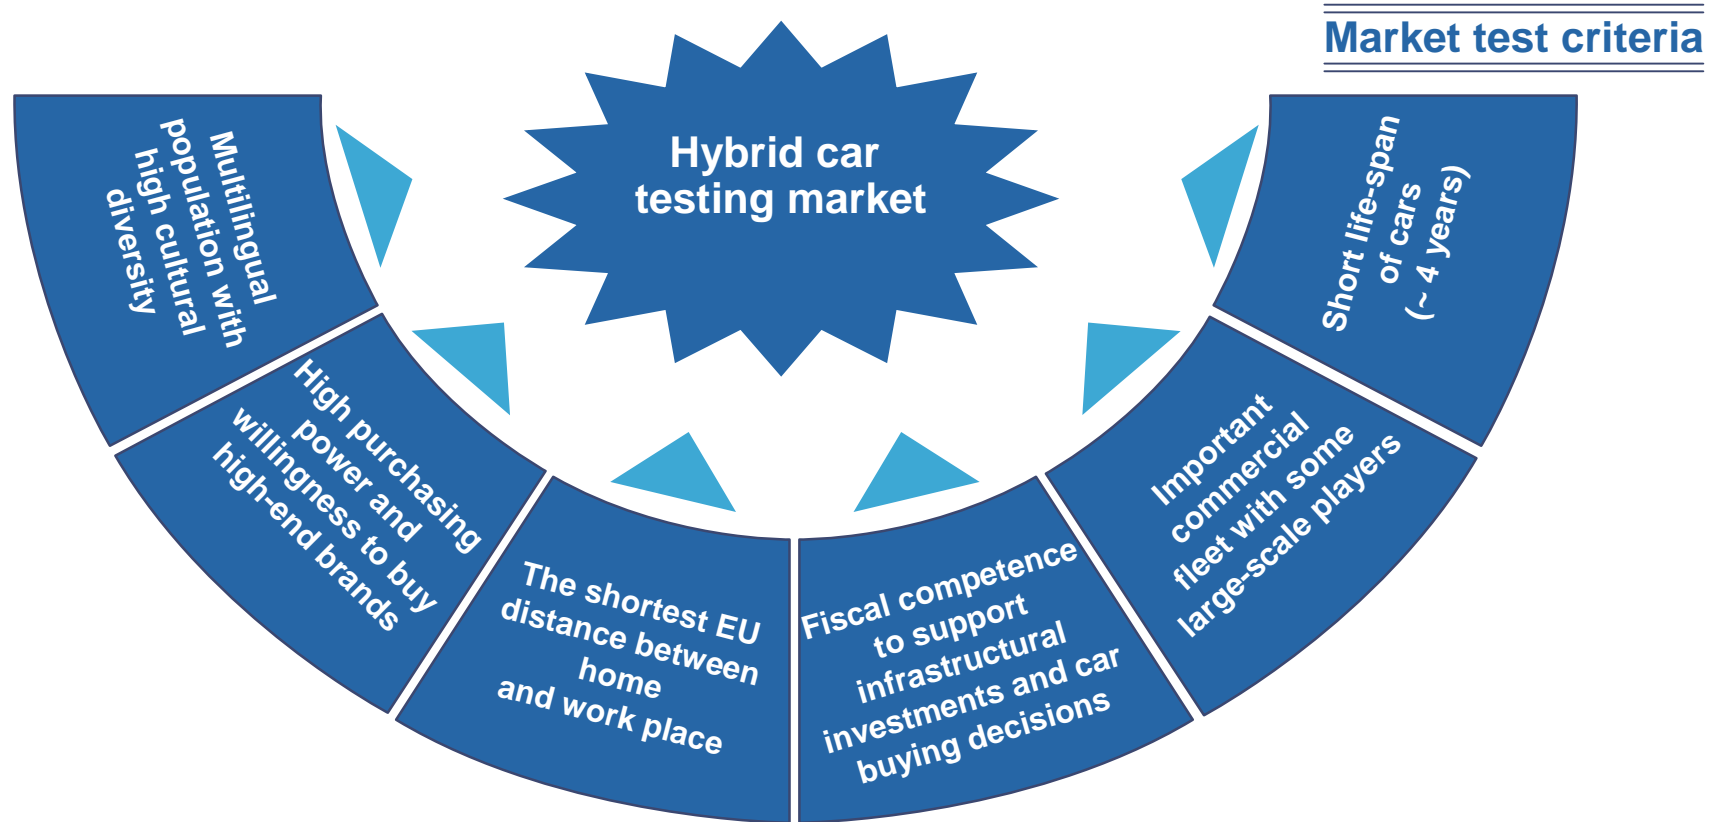 Market test criteria
Hybrid car
testing market
Multilingual
population with
high cultural
diversity
High purchasing
power and
willingness to buy
high-end brands
The shortest EU
distance between
home
and work place
Fiscal competence
to support
infrastructural
investments and car
buying decisions
Important
commercial
fleet with some
large-scale players
Short life-span
of cars
(~ 4 years)